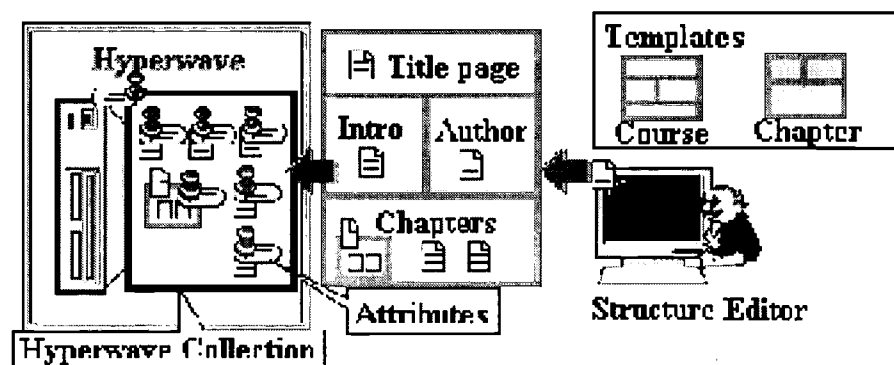 Hyperwave
Title page
Intro
Author
Chapters
Attributes
Hyperwave Collection
Templates
Course
Chapter
Structure Editor